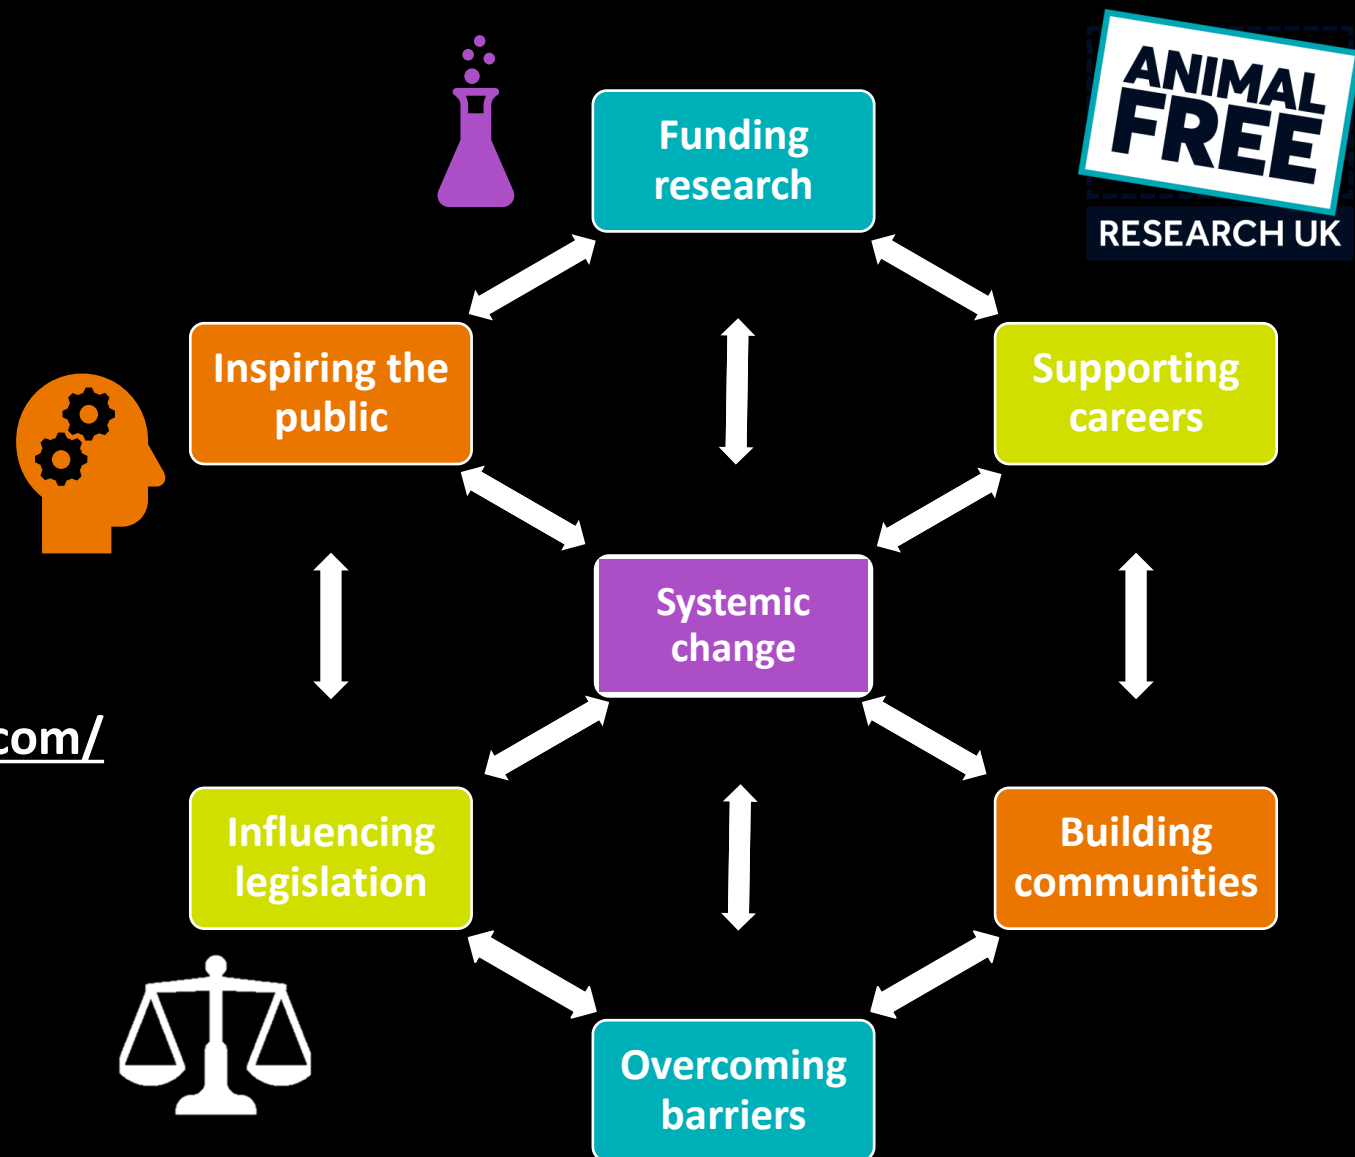 ANIMAL
FREE
RESEARCH UK
Funding
research
Inspiring the
public
Supporting
careers
Systemic
change
com/
Influencing
legislation
Building
communities
Overcoming
barriers